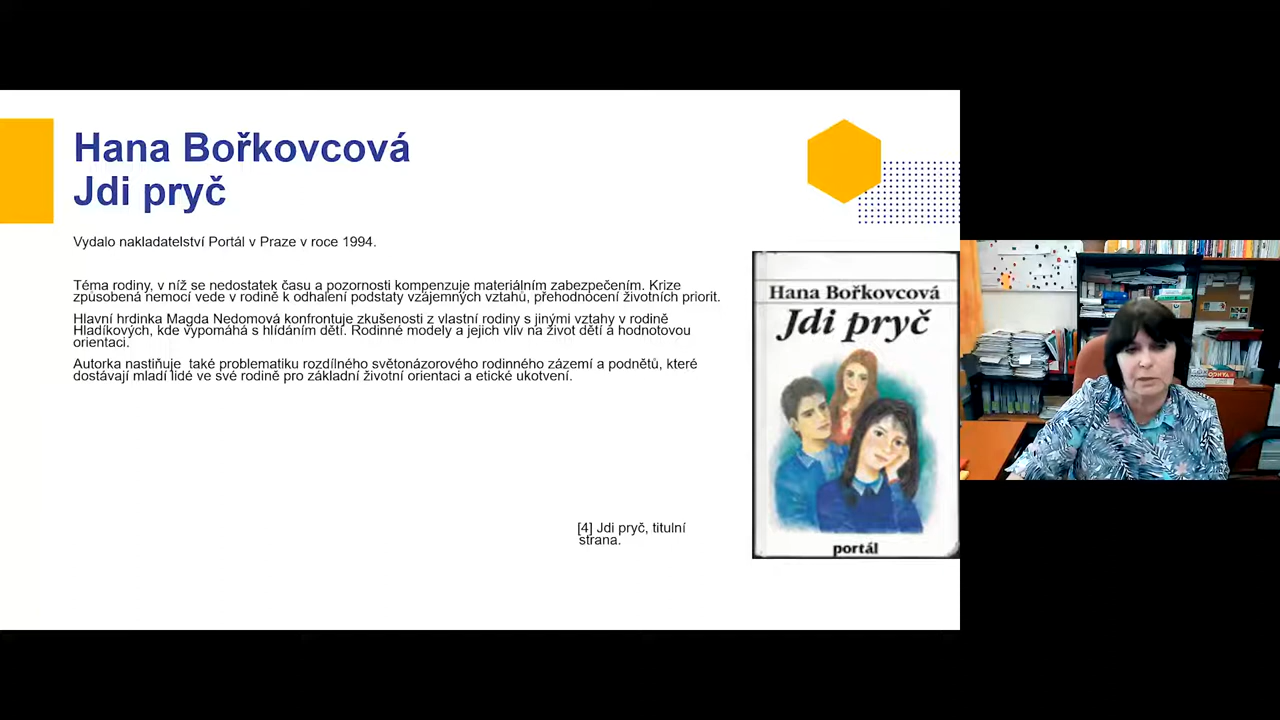 Hana Bořkovcová
Jdi pryč
Vydalo nakladatelství Portál v Praze v roce 1994.
Téma rodiny, v níž se nedostatek času a pozornosti kompenzuje materiálním zabezpečením. Krize
způsobená nemocí vede v rodině k odhalení podstaty vzájemných vztahů, přehodnocení životních priorit.
Hlavní hrdinka Magda Nedomová konfrontuje zkušenosti z vlastní rodiny s jinými vztahy v rodině
Hladíkových, kde vypomáhá s hlídáním dětí. Rodinné modely a jejich vliv na život dětí a hodnotovou
orientaci.
Autorka nastiňuje také problematiku rozdílného světonázorového rodinného zázemí a podnětů, které
dostávají mladí lidé ve své rodině pro základní životní orientaci a etické ukotvení.
[4] Jdi pryč, titulní
strana.
Hana Bořkovcová
Jdi pryč
portál